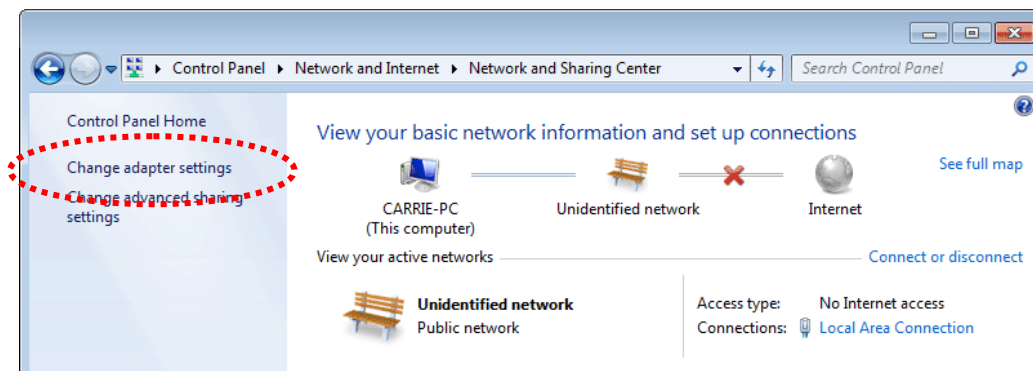 Control Panel Network and Internet Network and Sharing Center Search Control Panel
Control Panel Home
Change adapter settings
Change advanced sharing
settings
View your basic network information and set up connections
See full map
CARRIE-PC Unidentified network Internet
(This computer)
View your active networks Connect or disconnect
Unidentified network Access type: No Internet access
Public network Connections: Local Area Connection